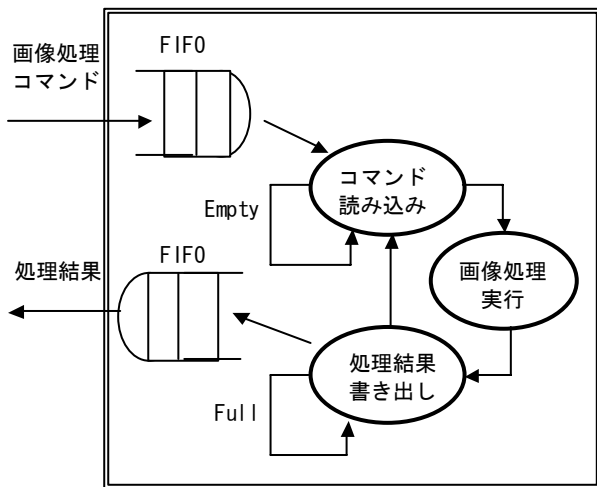 画像処理
コマンド
FIFO
コマンド
読み込み
Empty
画像処理
実行
処理結果
FIFO
処理結果
書き出し
Full